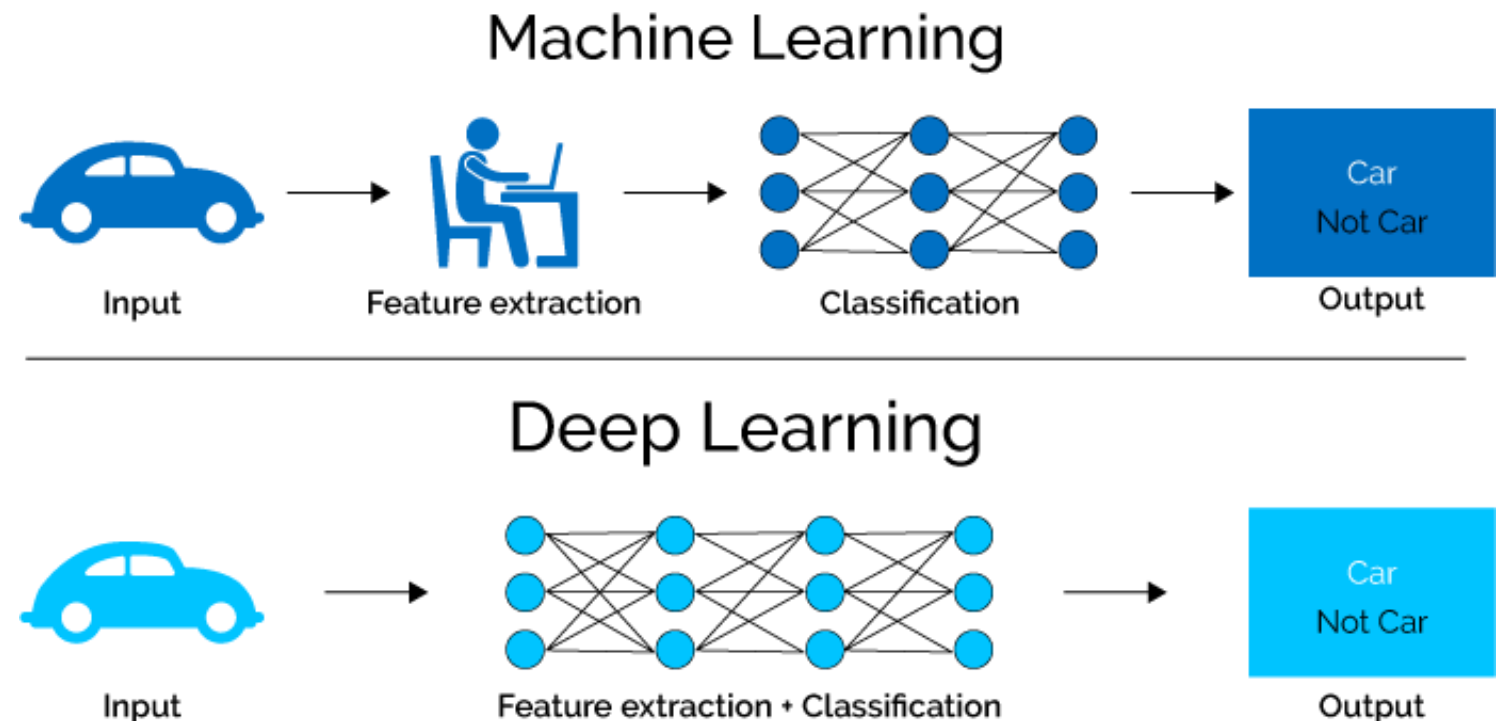 Machine Learning
Input
Feature extraction
Classification
Car
Not Car
Output
Deep Learning
Input
Feature extraction + Classification
Car
Not Car
Output